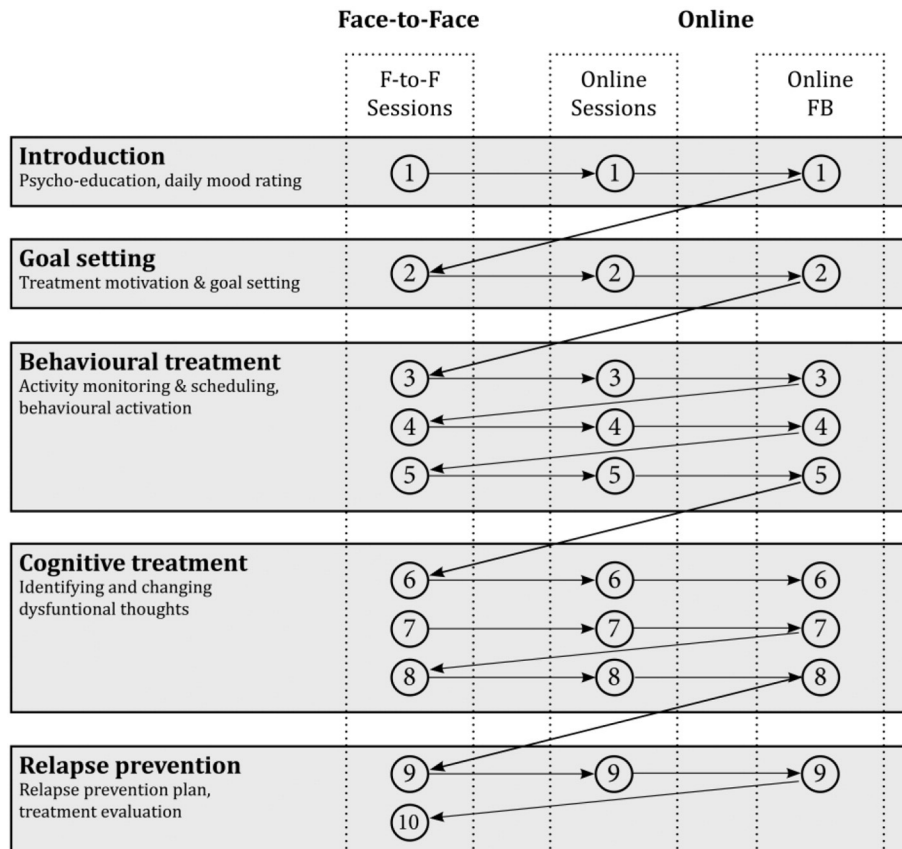 Face-to-Face Online
F-to-F Online Online
Sessions Sessions FB
Introduction
Psycho-education, daily mood rating
1 1 1
Goal setting
Treatment motivation & goal setting
2 2 2
Behavioural treatment
Activity monitoring & scheduling,
behavioural activation
3 3 3
4 4 4
5 5 5
Cognitive treatment
Identifying and changing
dysfuntional thoughts
6 6 6
7 7 7
8 8 8
Relapse prevention
Relapse prevention plan,
treatment evaluation
9 9 9
10